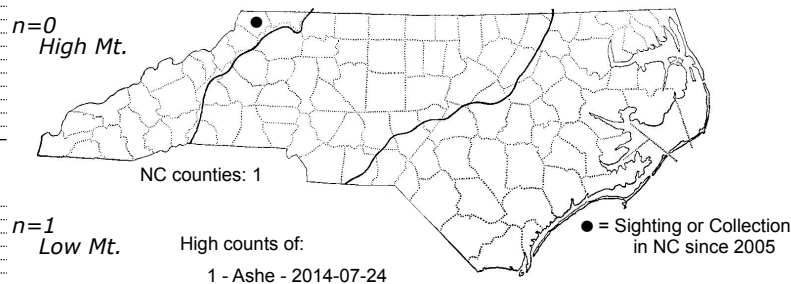 n=0
High Mt.
NC counties: 1
n=1
Low Mt.
High counts of:
1 - Ashe - 2014-07-24
● = Sighting or Collection
in NC since 2005